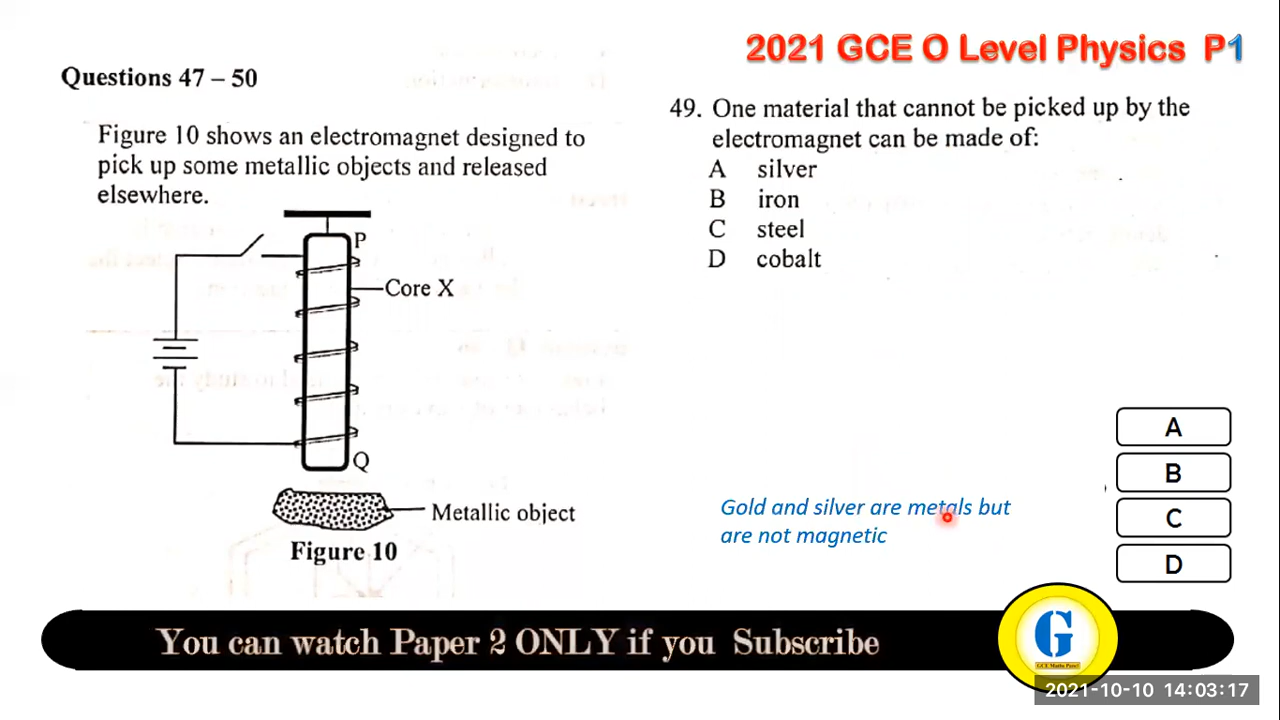 2021 GCE O Level Physics P1
Questions 47 – 50
Figure 10 shows an electromagnet designed to
pick up some metallic objects and released
elsewhere.
P
Core X
Q
Metallic object
Figure 10
49. One material that cannot be picked up by the
electromagnet can be made of:
A silver
B iron
C steel
D cobalt
A
B
C
D
Gold and silver are metals but
are not magnetic
You can watch Paper 2 ONLY if you Subscribe
G
GCE Maths Panel
2021-10-10 14:03:17